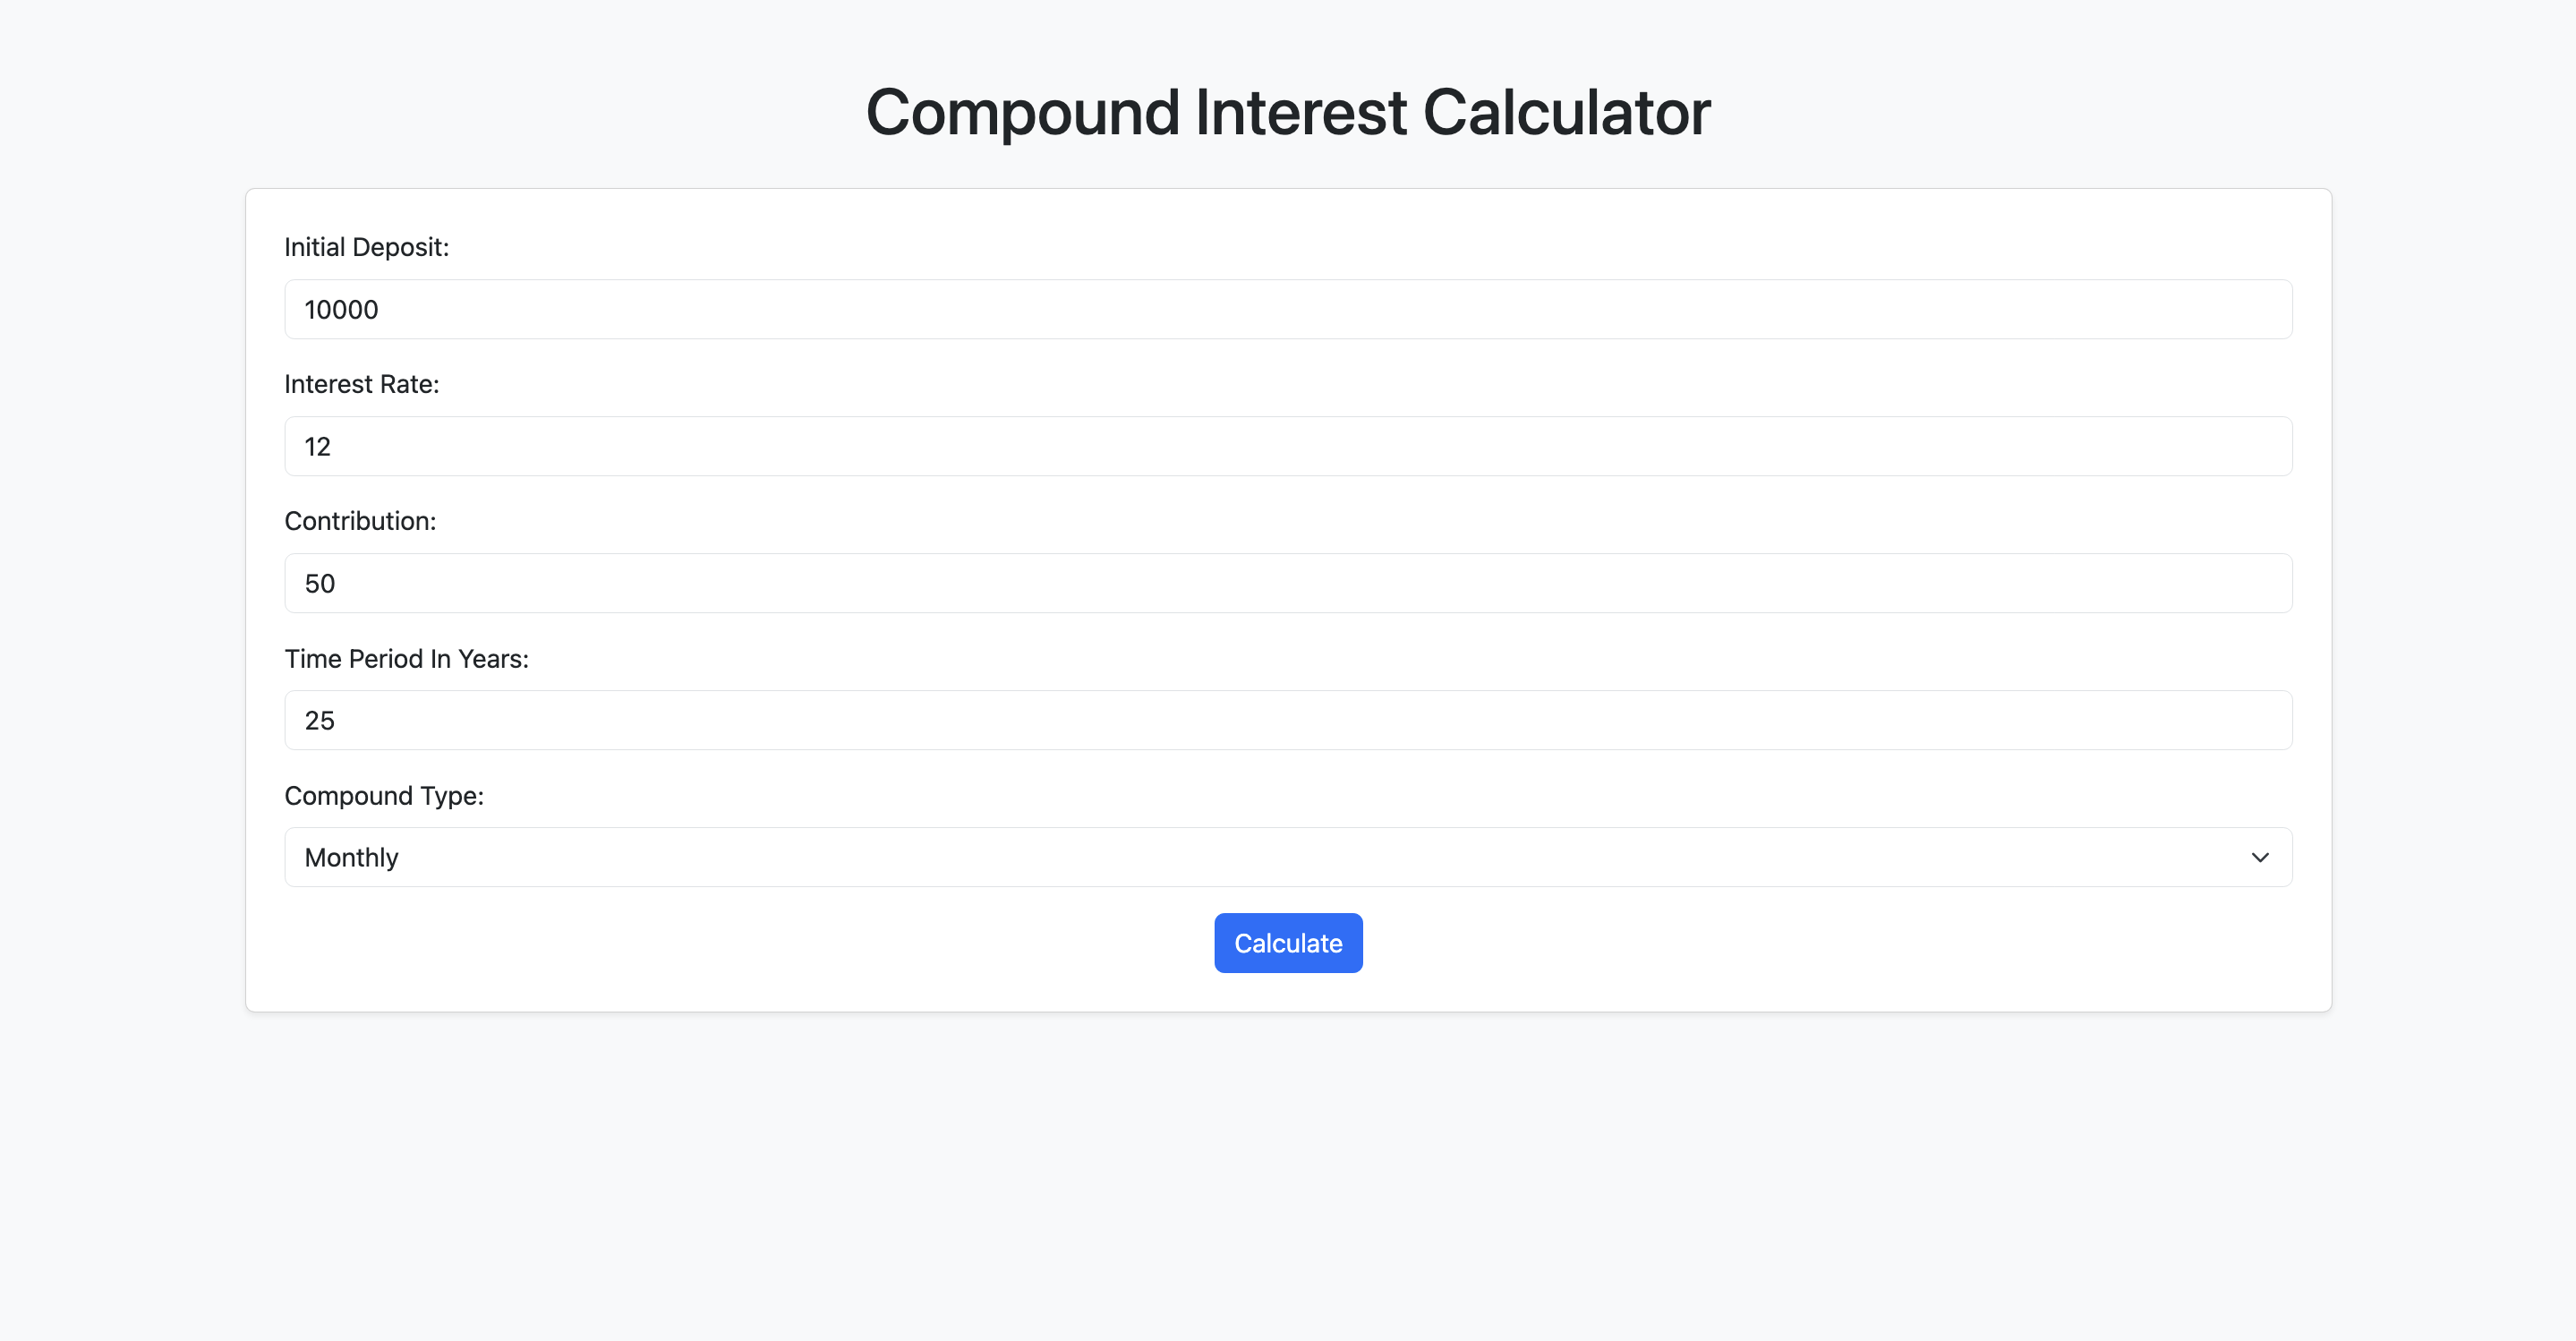 Compound Interest Calculator
Initial Deposit:
10000
Interest Rate:
12
Contribution:
50
Time Period In Years:
25
Compound Type:
Monthly
Calculate